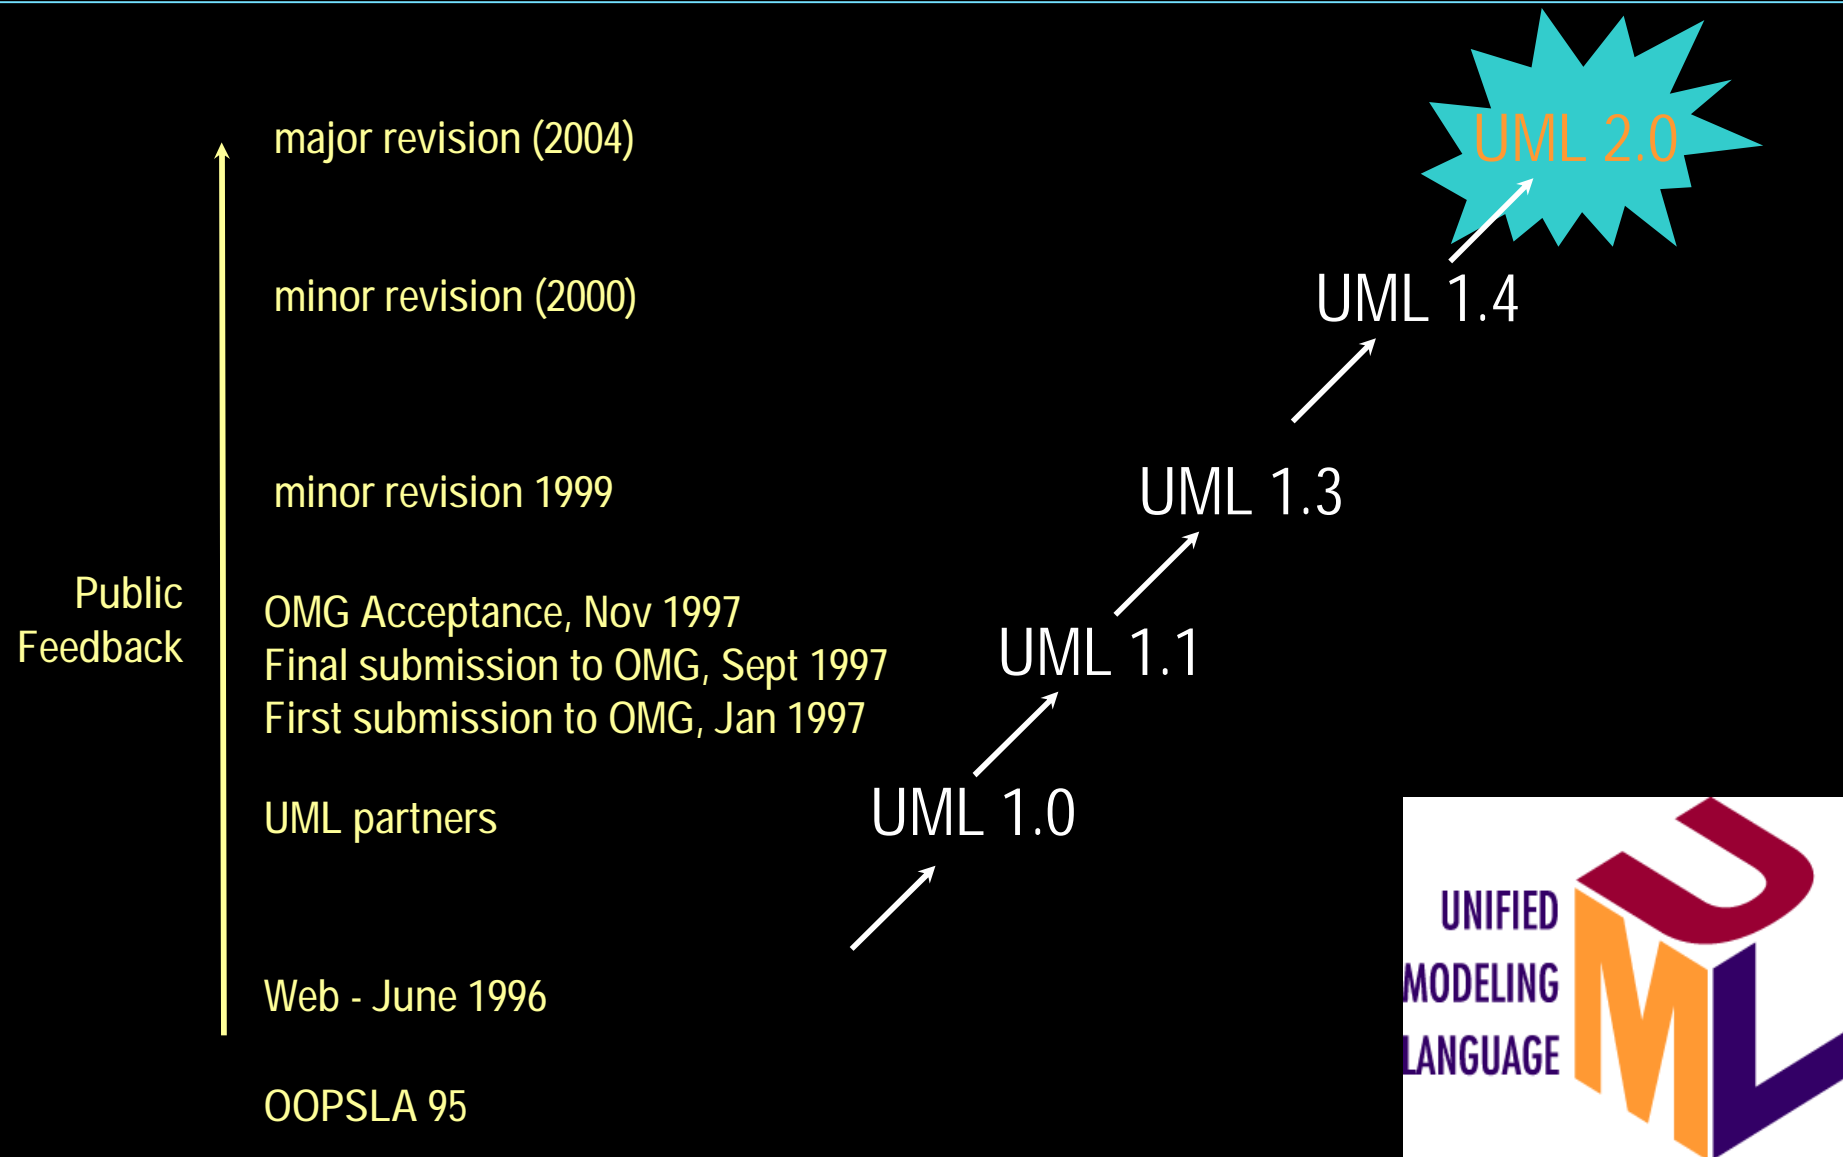 major revision (2004)
UML 2.0
minor revision (2000)
UML 1.4
minor revision 1999
UML 1.3
Public
Feedback
OMG Acceptance, Nov 1997
Final submission to OMG, Sept 1997
First submission to OMG, Jan 1997
UML 1.1
UML partners
UML 1.0
Web - June 1996
OOPSLA 95
UNIFIED
MODELING
LANGUAGE
UML